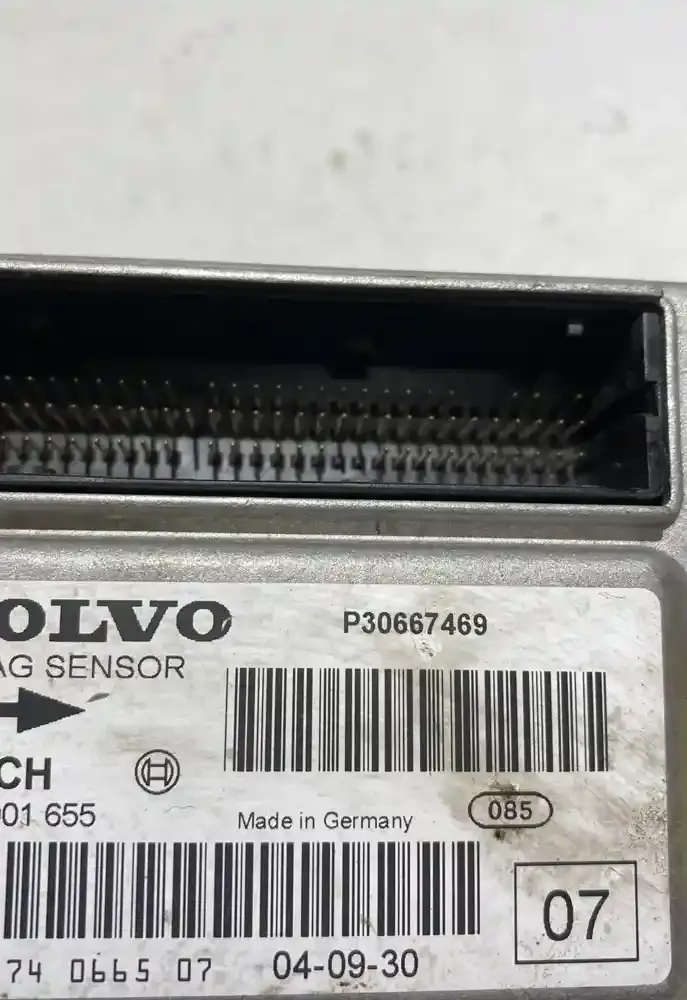 OLVO
P30667469
AG SENSOR
CH
01 655
Made in Germany
085
07
74 0665 07
04-09-30